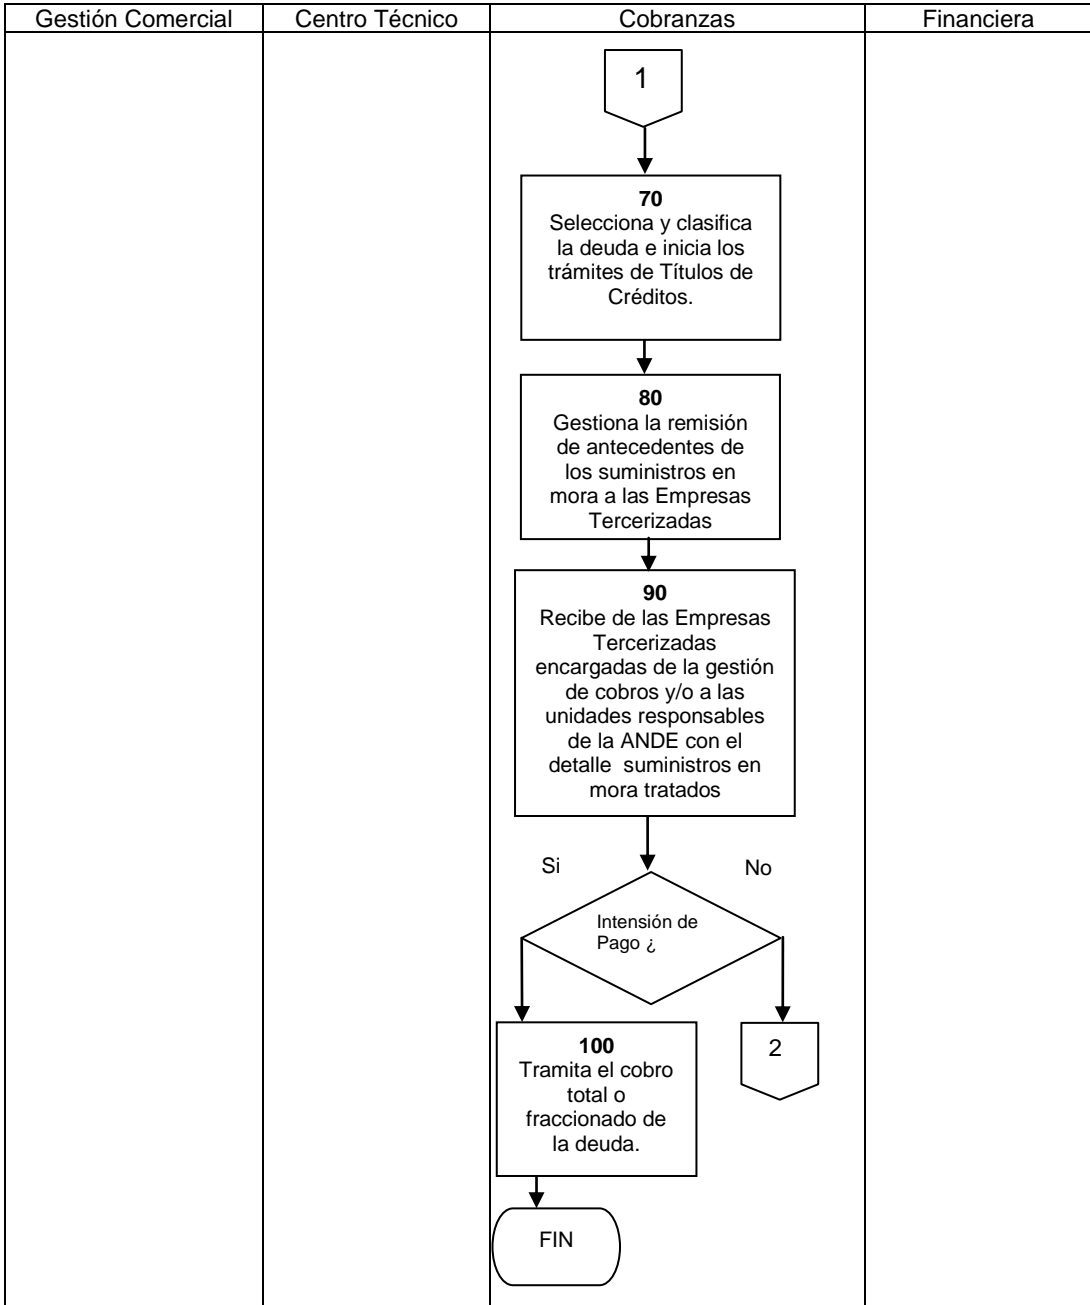 Gestión Comercial
Centro Técnico
Cobranzas
Financiera
1
70
Selecciona y clasifica
la deuda e inicia los
trámites de Títulos de
Créditos.
80
Gestiona la remisión
de antecedentes de
los suministros en
mora a las Empresas
Tercerizadas
90
Recibe de las Empresas
Tercerizadas
encargadas de la gestión
de cobros y/o a las
unidades responsables
de la ANDE con el
detalle  suministros en
mora tratados
Si
No
Intensión de
Pago ¿
100
Tramita el cobro
total o
fraccionado de
la deuda.
2
FIN